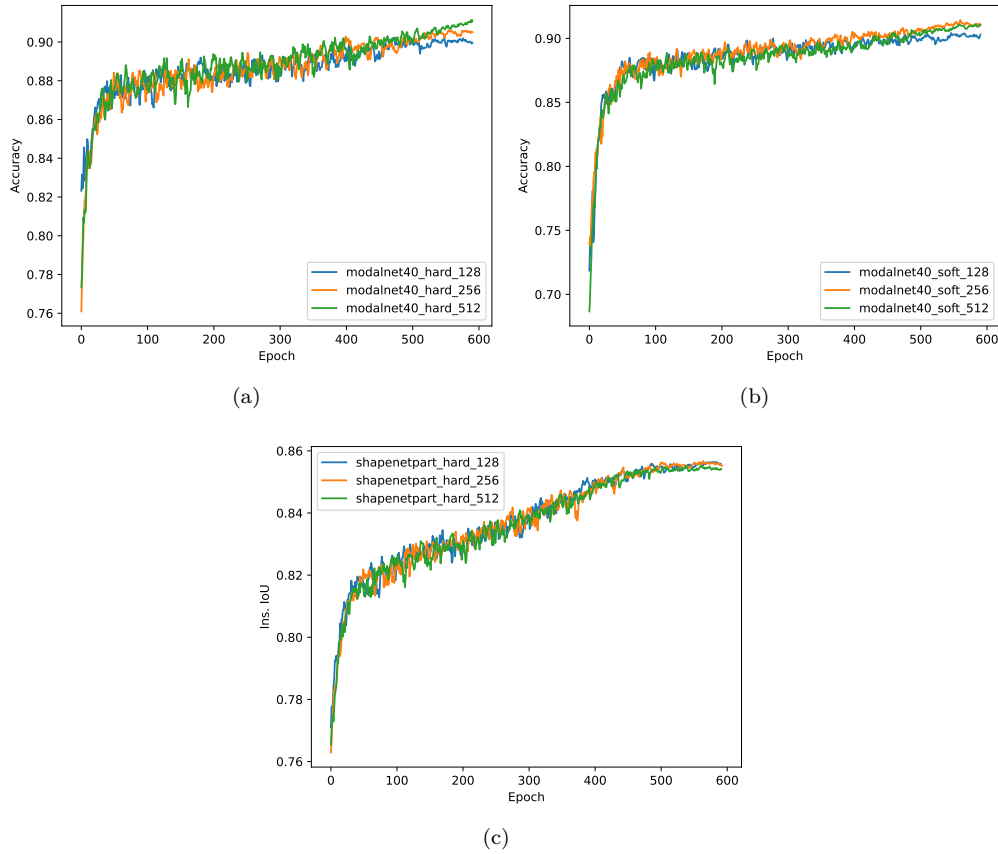 0.90
0.88
0.86
0.84
0.82
0.80
0.78
0.76
Accuracy
0 100 200 300 400 500 600
Epoch
modalnet40_hard_128
modalnet40_hard_256
modalnet40_hard_512
(a)
0.90
0.85
0.80
0.75
0.70
Accuracy
0 100 200 300 400 500 600
Epoch
modalnet40_soft_128
modalnet40_soft_256
modalnet40_soft_512
(b)
0.86
0.84
0.82
0.80
0.78
0.76
Ins. IoU
0 100 200 300 400 500 600
Epoch
shapenetpart_hard_128
shapenetpart_hard_256
shapenetpart_hard_512
(c)